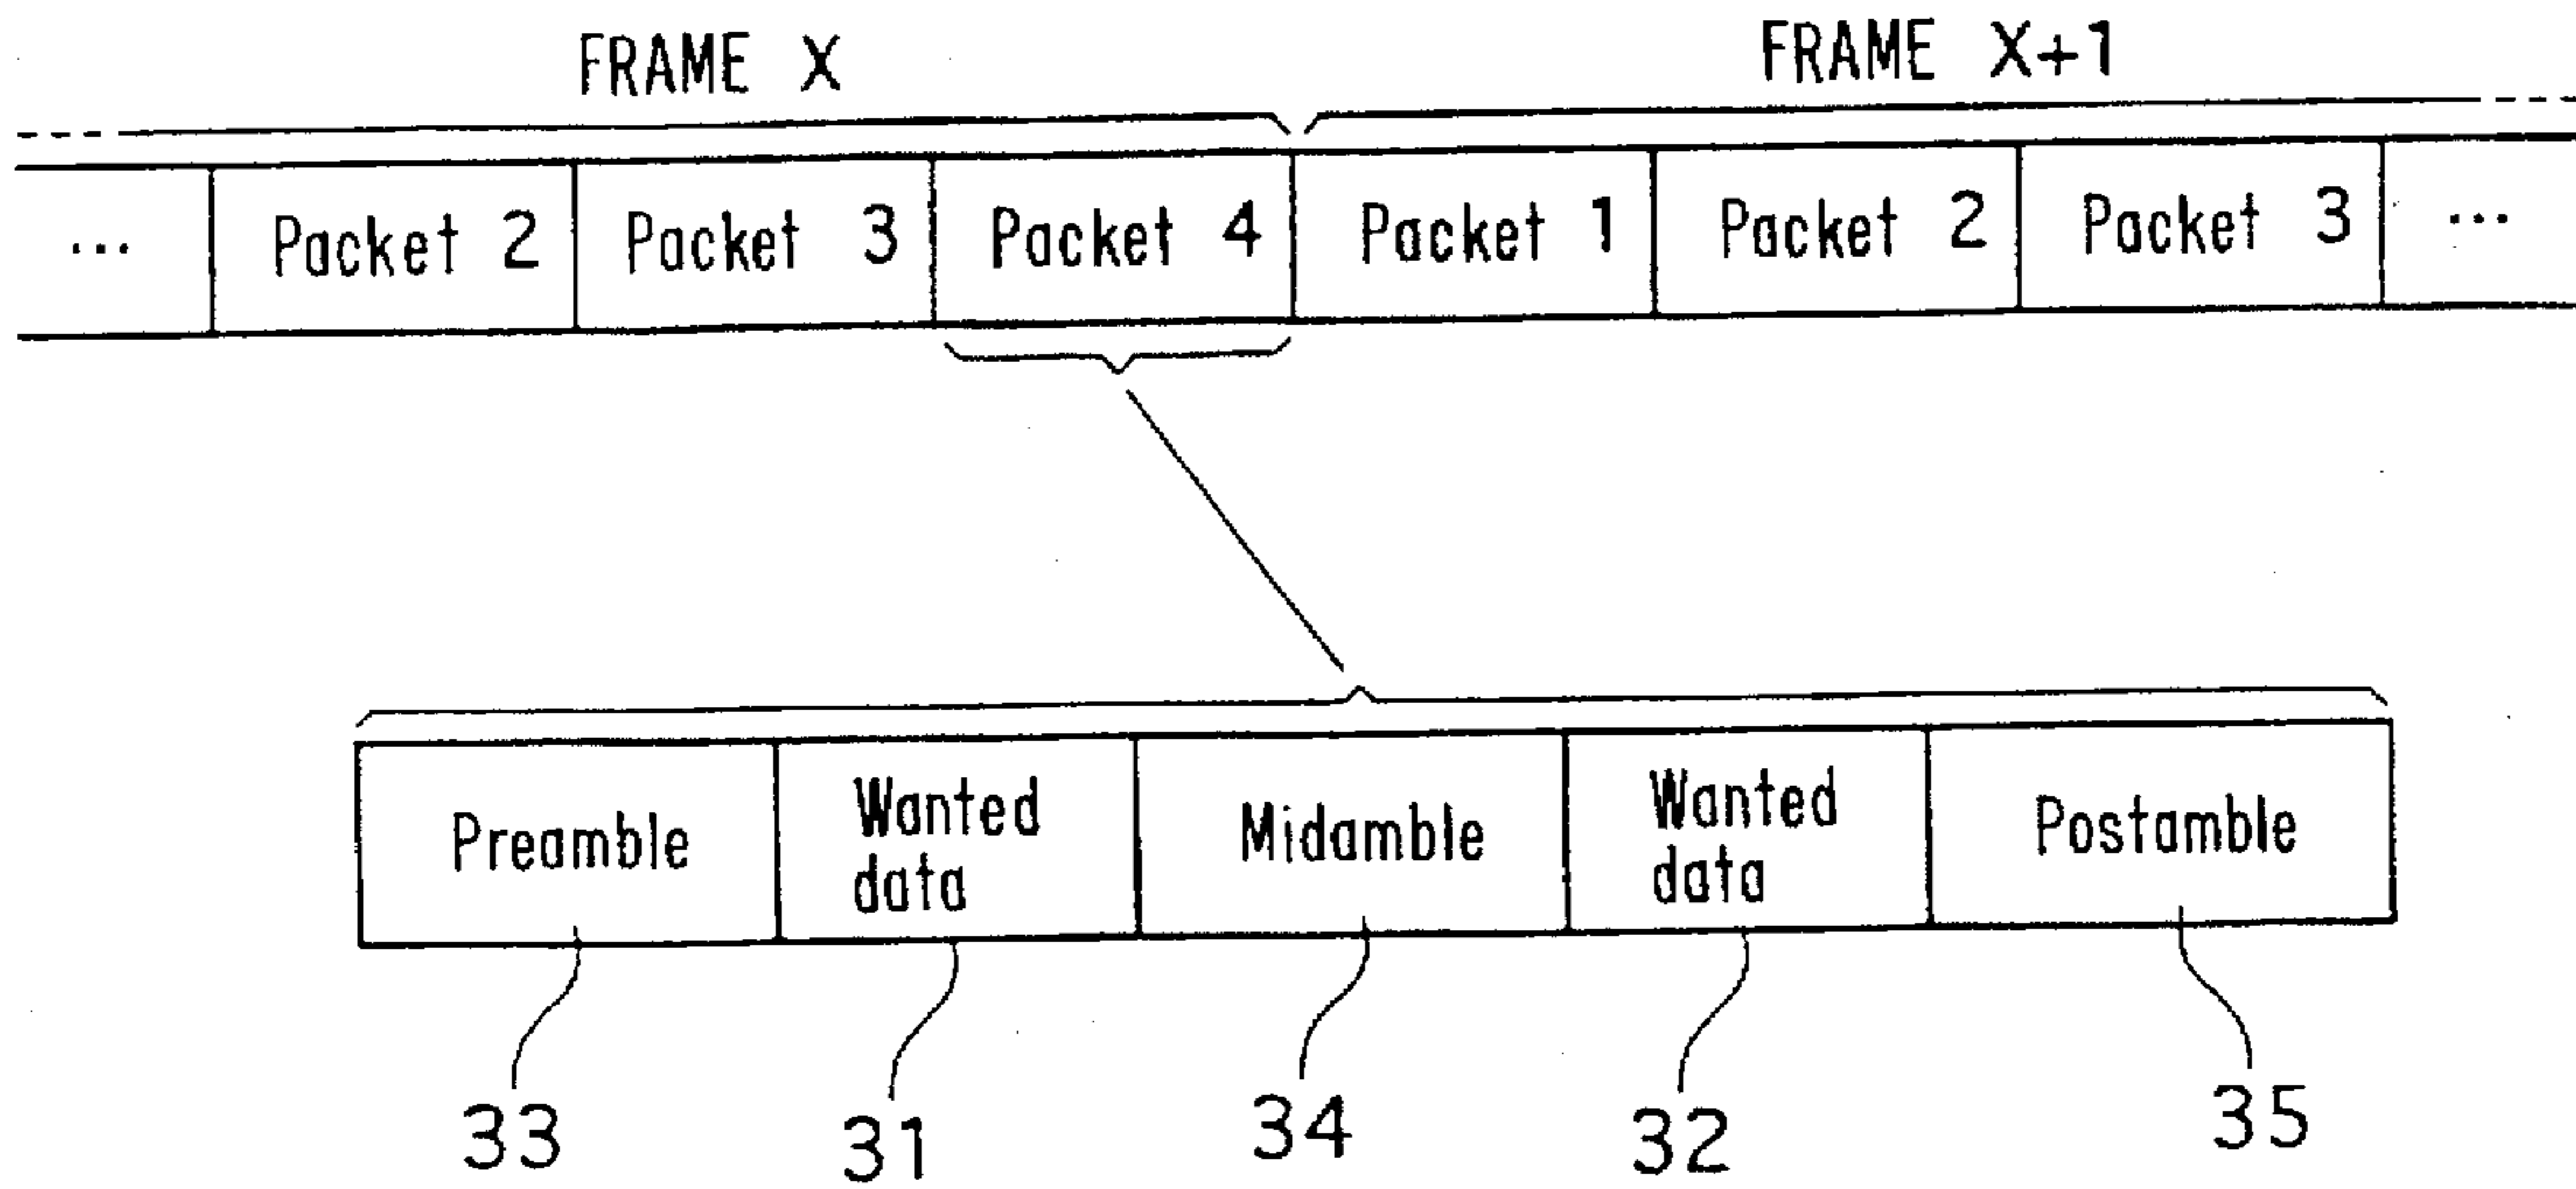 FRAME X
FRAME X+1
... Packet 2 Packet 3 Packet 4 Packet 1 Packet 2 Packet 3 ...
Preamble
Wanted
data
Midamble
Wanted
data
Postamble
33
31
34
32
35